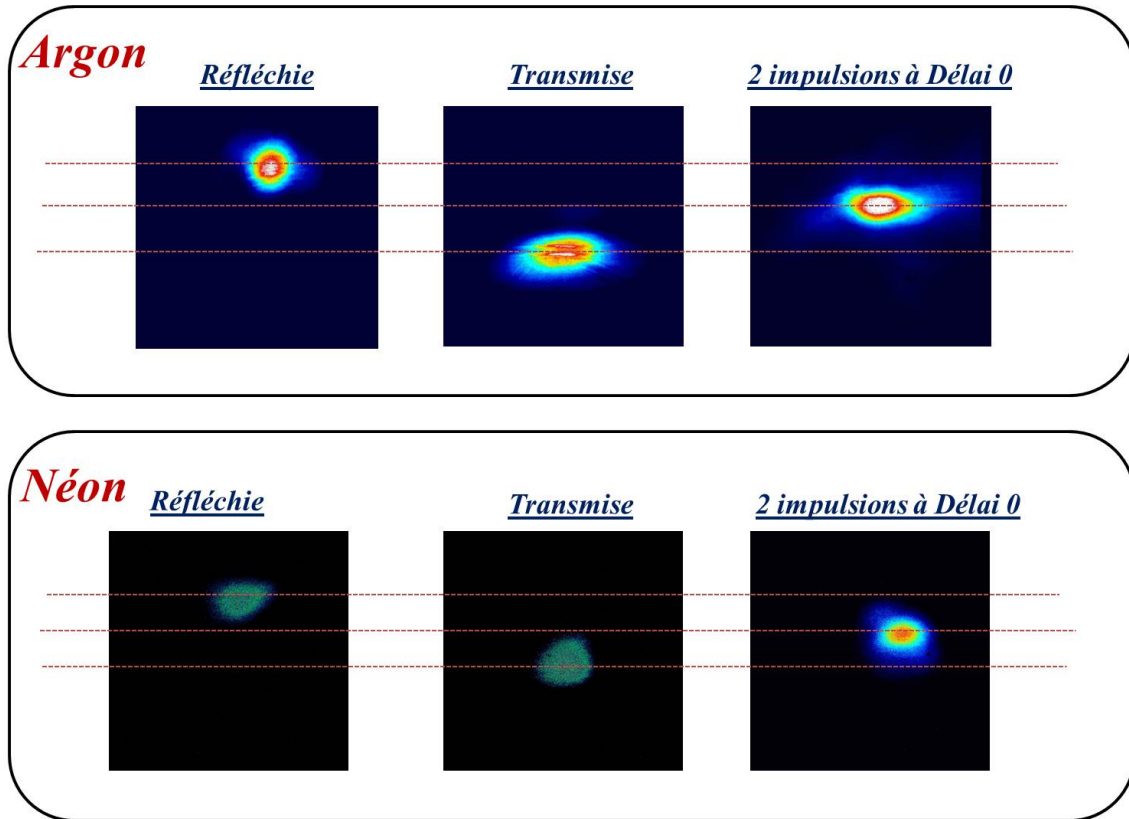 Argon
Réfléchie
Transmise
2 impulsions à Délai 0
Néon
Réfléchie
Transmise
2 impulsions à Délai 0